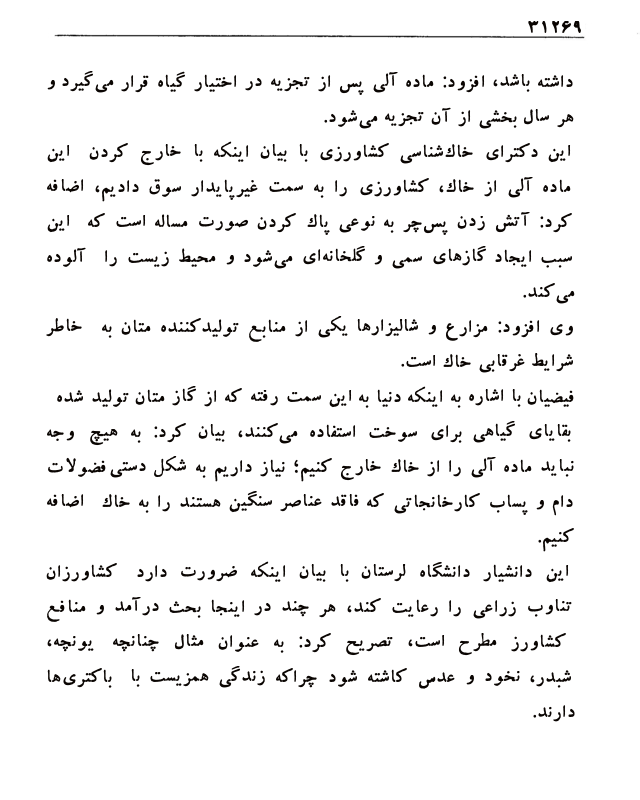 ۳۱۲۶۹
داشته باشد، افزود: ماده آلی پس از تجزیه در اختیار گیاه قرار می‌گیرد و
هر سال بخشی از آن تجزیه می‌شود.
این دکترای خاك‌شناسی کشاورزی با بیان اینکه با خارج کردن این
ماده آلی از خاك، کشاورزی را به سمت غیرپایدار سوق دادیم، اضافه
کرد: آتش زدن پس‌چر به نوعی پاك کردن صورت مساله است که این
سبب ایجاد گازهای سمی و گلخانه‌ای می‌شود و محیط زیست را آلوده
می‌کند.
وی افزود: مزارع و شالیزارها یکی از منابع تولیدکننده متان به خاطر
شرایط غرقابی خاك است.
فیضیان با اشاره به اینکه دنیا به این سمت رفته که از گاز متان تولید شده
بقایای گیاهی برای سوخت استفاده می‌کنند، بیان کرد: به هیچ وجه
نباید ماده آلی را از خاك خارج کنیم؛ نیاز داریم به شکل دستی فضولات
دام و پساب کارخانجاتی که فاقد عناصر سنگین هستند را به خاك اضافه
کنیم.
این دانشیار دانشگاه لرستان با بیان اینکه ضرورت دارد کشاورزان
تناوب زراعی را رعایت کند، هر چند در اینجا بحث درآمد و منافع
کشاورز مطرح است، تصریح کرد: به عنوان مثال چنانچه یونچه،
شبدر، نخود و عدس کاشته شود چراکه زندگی همزیست با باکتری‌ها
دارند.